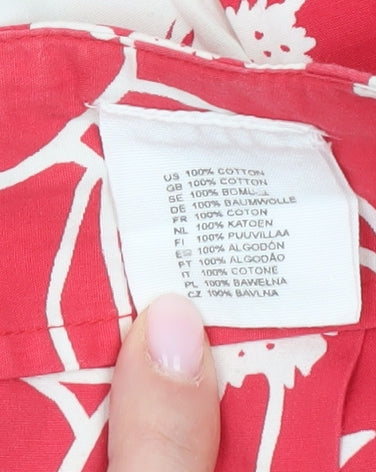 US 100% COTTON
GB 100% COTTON
SE 100% BOMULL
DE 100% BAUMWOLLE
FR 100% COTON
NL 100% KATOEN
FI 100% PUUVILLAA
ES 100% ALGODÓN
PT 100% ALGODÃO
IT 100% COTONE
PL 100% BAWEŁNA
CZ 100% BAVLNA